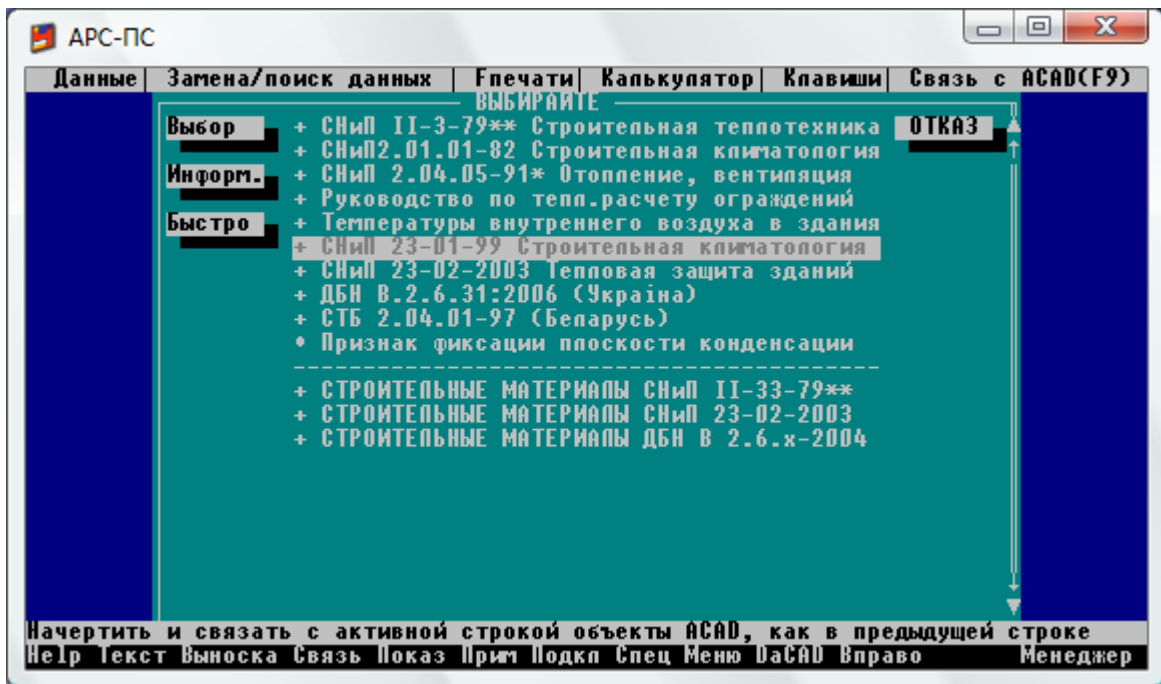 АРС-ПС
Данные| Замена/поиск данных | Fпечати| Калькулятор| Клавиши| Связь с ACAD(F9)
ВЫБИРАЙТЕ
Выбор + СНиП II-3-79** Строительная теплотехника ОТКАЗ
+ СНиП2.01.01-82 Строительная климатология
Информ. + СНиП 2.04.05-91* Отопление, вентиляция
+ Руководство по тепл.расчету ограждений
Быстро + Температуры внутреннего воздуха в здания
+ СНиП 23-01-99 Строительная климатология
+ СНиП 23-02-2003 Тепловая защита зданий
+ ДБН В.2.6.31:2006 (Україна)
+ СТБ 2.04.01-97 (Беларусь)
• Признак фиксации плоскости конденсации
--------------------------------------------
+ СТРОИТЕЛЬНЫЕ МАТЕРИАЛЫ СНиП II-33-79**
+ СТРОИТЕЛЬНЫЕ МАТЕРИАЛЫ СНиП 23-02-2003
+ СТРОИТЕЛЬНЫЕ МАТЕРИАЛЫ ДБН В 2.6.x-2004
Начертить и связать с активной строкой объекты ACAD, как в предыдущей строке
Help Текст Выноска Связь Показ Прим Подкл Спец Меню DaCAD Вправо Менеджер